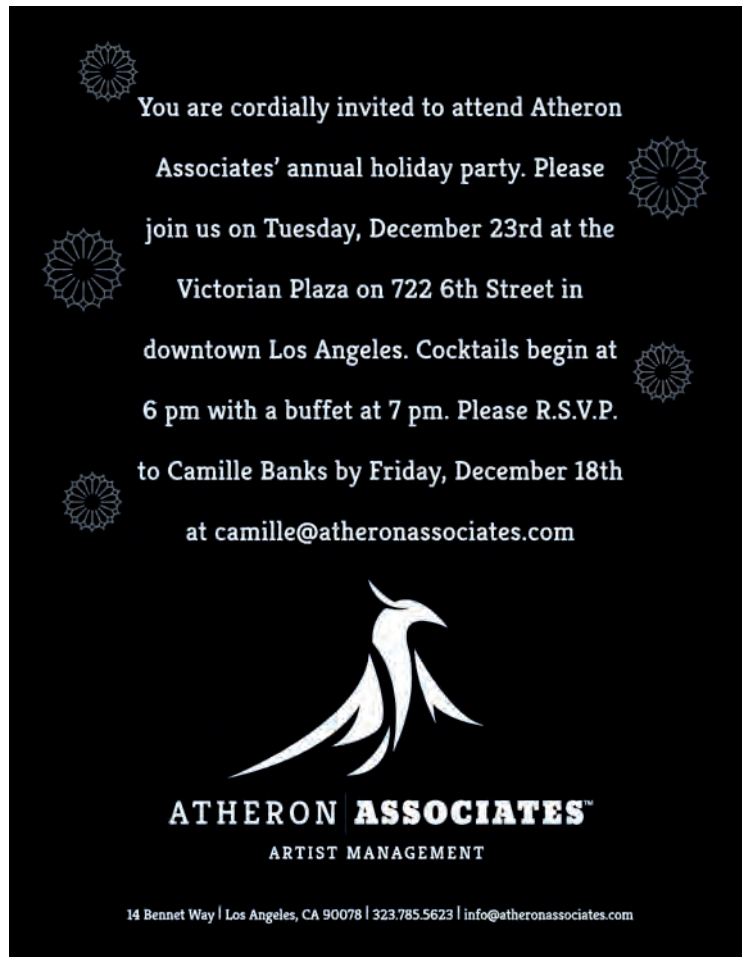 You are cordially invited to attend Atheron
Associates’ annual holiday party. Please
join us on Tuesday, December 23rd at the
Victorian Plaza on 722 6th Street in
downtown Los Angeles. Cocktails begin at
6 pm with a buffet at 7 pm. Please R.S.V.P.
to Camille Banks by Friday, December 18th
at camille@atheronassociates.com
ATHERON | ASSOCIATES™
ARTIST MANAGEMENT
14 Bennet Way | Los Angeles, CA 90078 | 323.785.5623 | info@atheronassociates.com